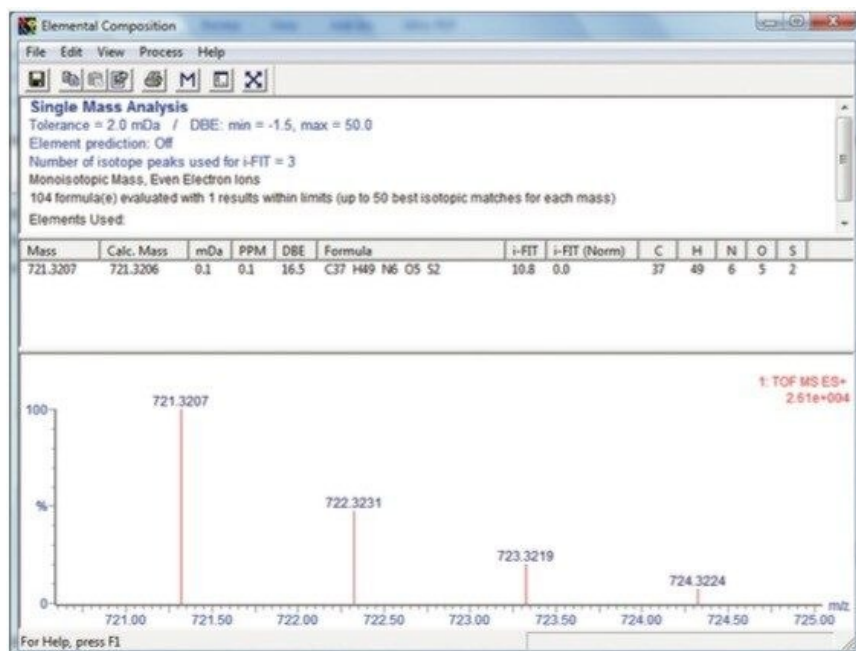 Elemental Composition
File Edit View Process Help
M
Single Mass Analysis
Tolerance = 2.0 mDa / DBE: min = -1.5, max = 50.0
Element prediction: Off
Number of isotope peaks used for i-FIT = 3
Monoisotopic Mass, Even Electron Ions
104 formula(e) evaluated with 1 results within limits (up to 50 best isotopic matches for each mass)
Elements Used:
Mass Calc. Mass mDa PPM DBE Formula i-FIT i-FIT (Norm) C H N O S
721.3207 721.3206 0.1 0.1 16.5 C37 H49 N6 O5 S2 10.8 0.0 37 49 6 5 2
1: TOF MS ES+
2.61e+004
721.3207
100
722.3231
%
723.3219
724.3224
0
m/z
721.00 721.50 722.00 722.50 723.00 723.50 724.00 724.50 725.00
For Help, press F1